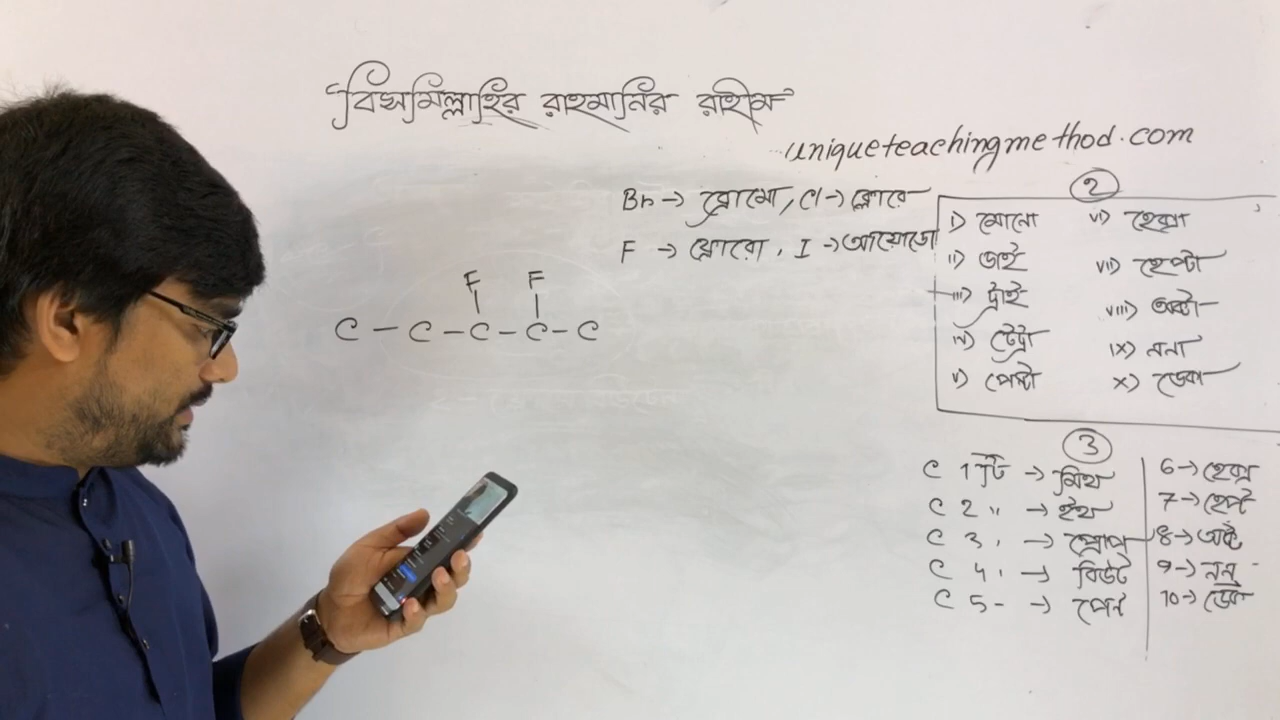 বিসমিল্লাহির রাহমানির রাহীম
uniqueteachingmethod.com
Br → ব্রোমো, Cl → ক্লোরো
F → ফ্লোরো, I → আয়োডো
F F
C - C - C - C - C
2
i) মোনো vi) হেক্সা
ii) ডাই vii) হেপ্টা
iii) ট্রাই viii) অক্টা
iv) টেট্রা ix) ননা
v) পেন্টা x) ডেকা
3
C 1 টি → মিথ 6 → হেক্স
C 2 " → ইথ 7 → হেপ্ট
C 3 , → প্রোপ 8 → অক্ট
C 4 , → বিউট 9 → নন
C 5 - → পেন্ট 10 → ডেক